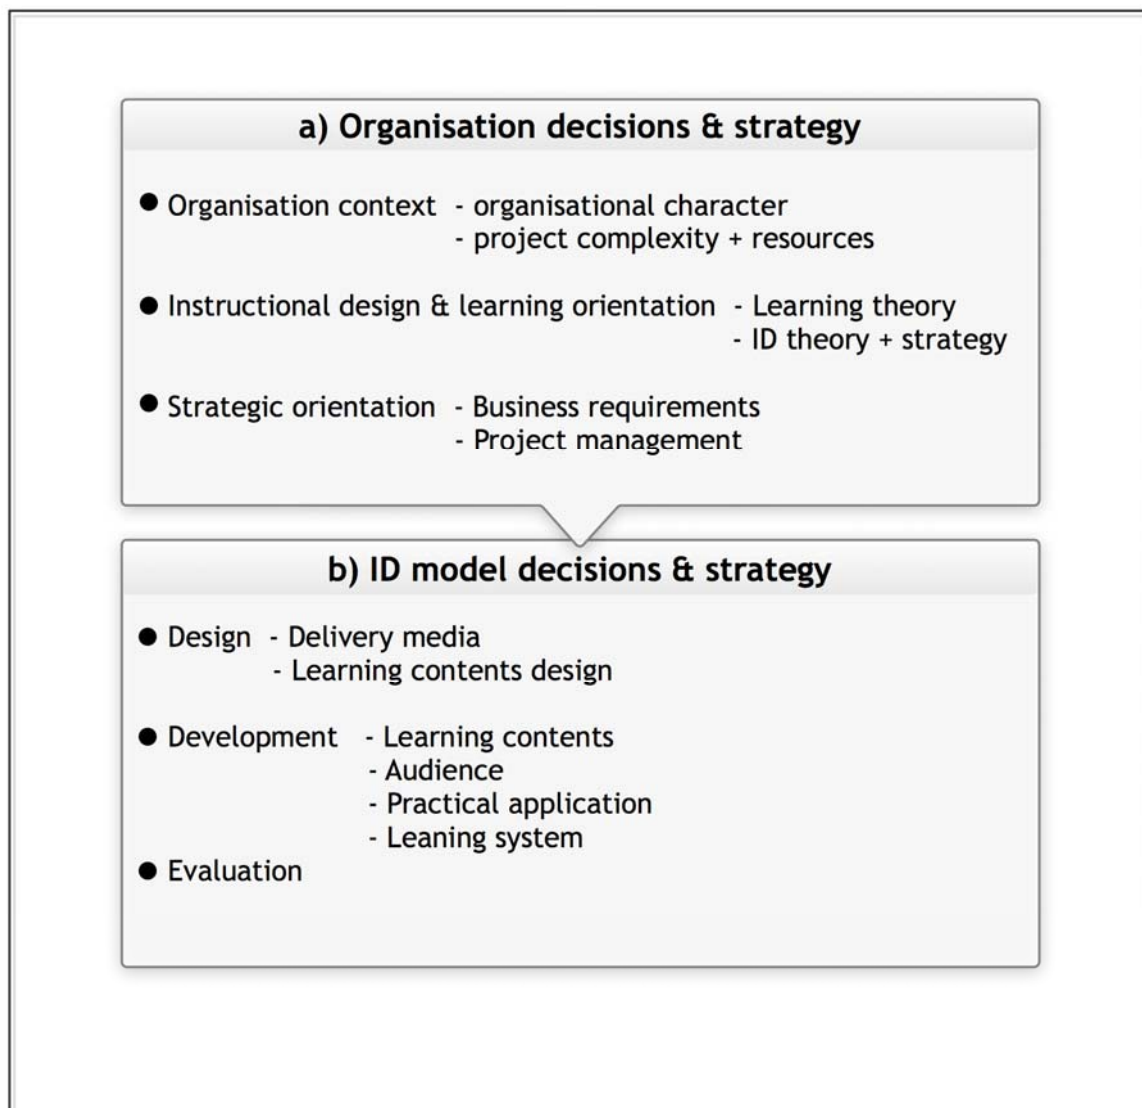 a) Organisation decisions & strategy
● Organisation context - organisational character
- project complexity + resources
● Instructional design & learning orientation - Learning theory
- ID theory + strategy
● Strategic orientation - Business requirements
- Project management
b) ID model decisions & strategy
● Design - Delivery media
- Learning contents design
● Development - Learning contents
- Audience
- Practical application
- Leaning system
● Evaluation